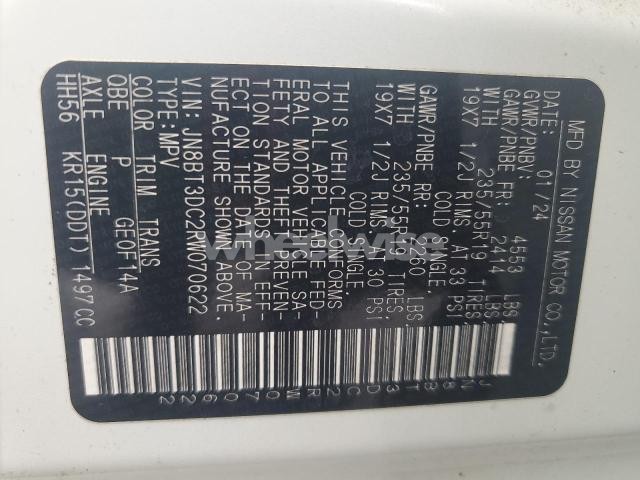 MFD BY NISSAN MOTOR CO.,LTD.
DATE: 01/24
GVWR/PNBV: 4553 LBS.
GAWR/PNBE FR: 2414 LBS.
WITH 235/55R19 TIRES,
19X7 1/2J RIMS, AT 33 PSI
COLD SINGLE.
GAWR/PNBE RR: 2260 LBS.
WITH 235/55R19 TIRES,
19X7 1/2J RIMS, AT 30 PSI
COLD SINGLE
THIS VEHICLE CONFORMS
TO ALL APPLICABLE FED-
ERAL MOTOR VEHICLE SA-
FETY AND THEFT PREVEN-
TION STANDARDS IN EFF-
ECT ON THE DATE OF MA-
NUFACTURE SHOWN ABOVE.
VIN: JN8BT3DC2RW070622
TYPE:MPV
COLOR TRIM TRANS
QBE P GE0F14A
AXLE ENGINE
HH56 KR15(DDT) 1497CC
JN8BT3DC2RW070622
wheelwise